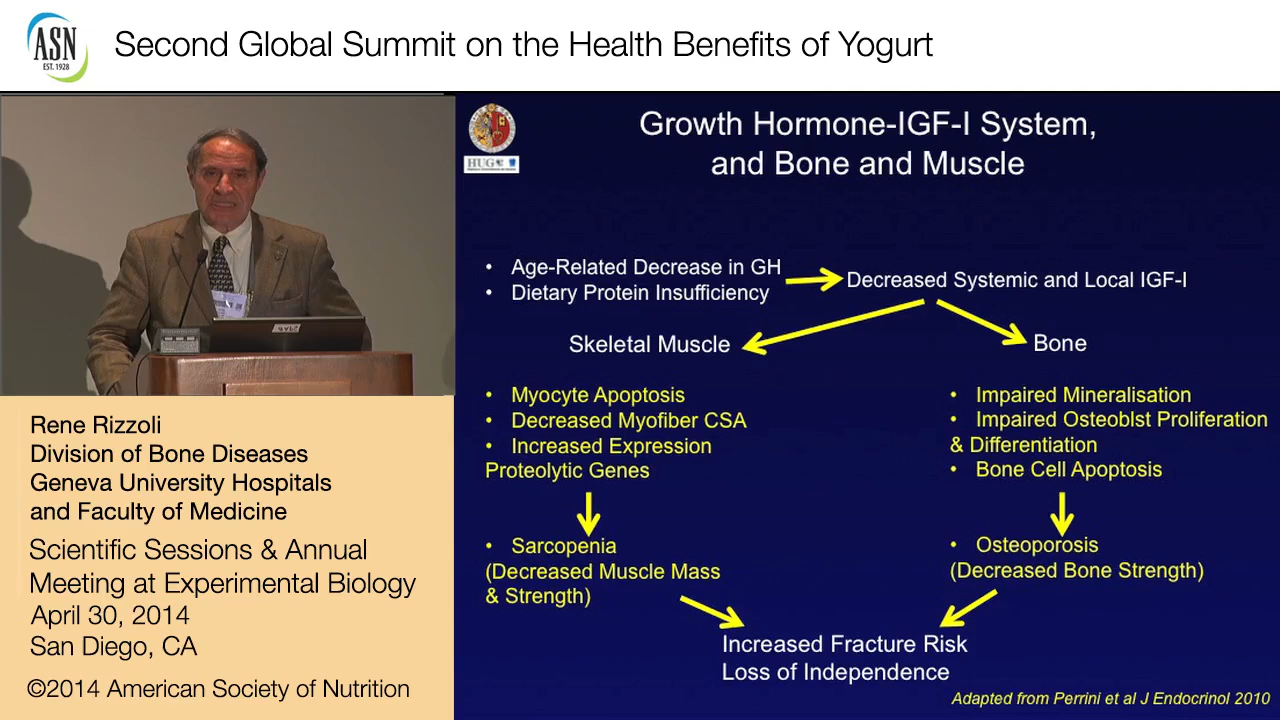 ASN
EST. 1928
Second Global Summit on the Health Benefits of Yogurt
HUG
Growth Hormone-IGF-I System,
and Bone and Muscle
• Age-Related Decrease in GH
• Dietary Protein Insufficiency
Decreased Systemic and Local IGF-I
Skeletal Muscle
Bone
• Myocyte Apoptosis
• Decreased Myofiber CSA
• Increased Expression
Proteolytic Genes
• Impaired Mineralisation
• Impaired Osteoblst Proliferation
& Differentiation
• Bone Cell Apoptosis
• Sarcopenia
(Decreased Muscle Mass
& Strength)
• Osteoporosis
(Decreased Bone Strength)
Increased Fracture Risk
Loss of Independence
Adapted from Perrini et al J Endocrinol 2010
Rene Rizzoli
Division of Bone Diseases
Geneva University Hospitals
and Faculty of Medicine
Scientific Sessions & Annual
Meeting at Experimental Biology
April 30, 2014
San Diego, CA
©2014 American Society of Nutrition